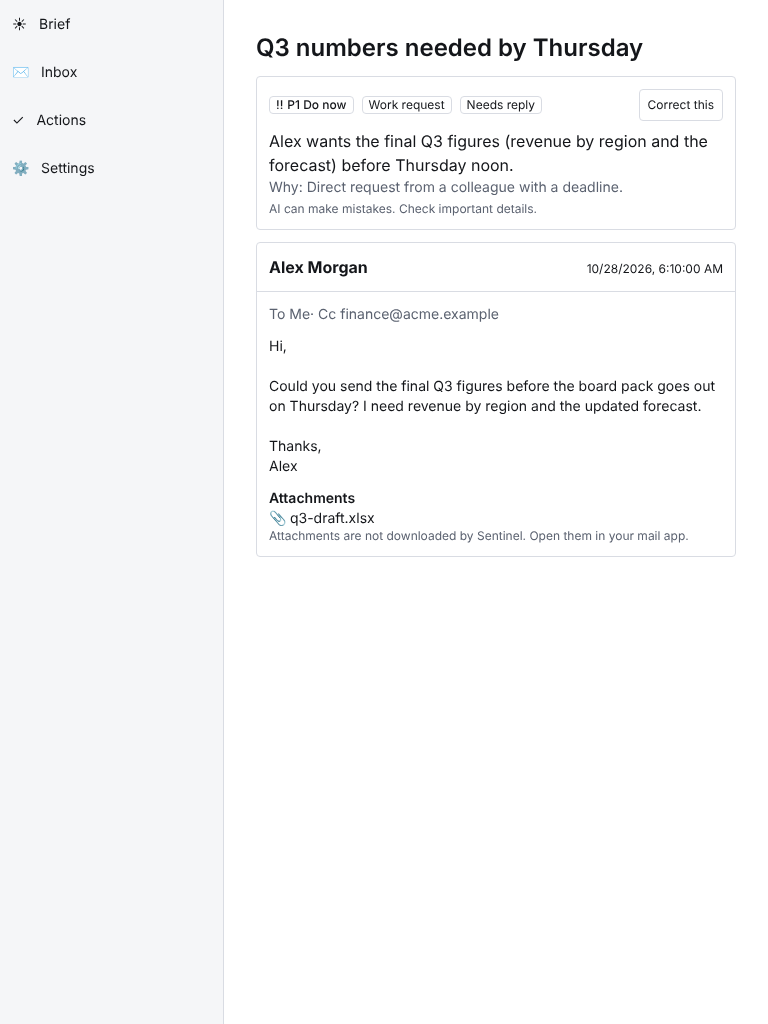 Brief
Inbox
Actions
Settings
Q3 numbers needed by Thursday
!! P1 Do now
Work request
Needs reply
Correct this
Alex wants the final Q3 figures (revenue by region and the
forecast) before Thursday noon.
Why: Direct request from a colleague with a deadline.
AI can make mistakes. Check important details.
Alex Morgan
10/28/2026, 6:10:00 AM
To Me· Cc finance@acme.example
Hi,
Could you send the final Q3 figures before the board pack goes out
on Thursday? I need revenue by region and the updated forecast.
Thanks,
Alex
Attachments
q3-draft.xlsx
Attachments are not downloaded by Sentinel. Open them in your mail app.